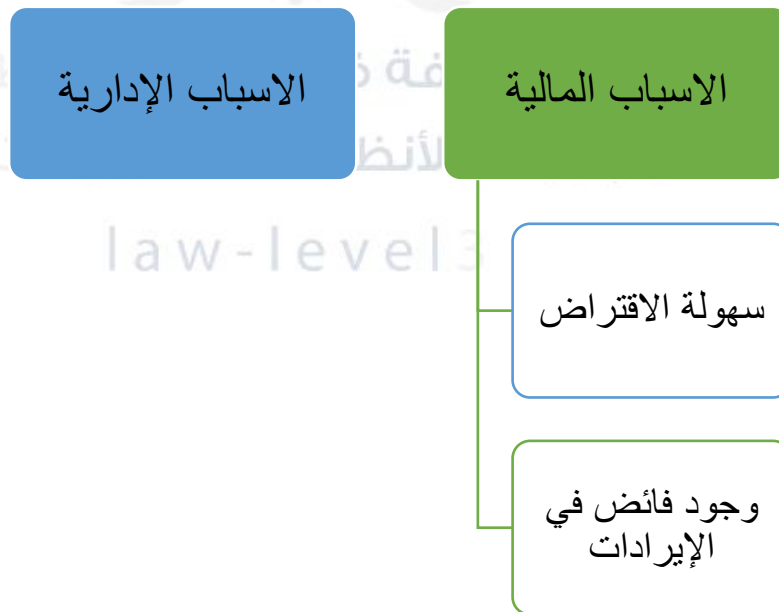 الاسباب المالية
الاسباب الإدارية
law-level3
سهولة الاقتراض
وجود فائض في
الإيرادات